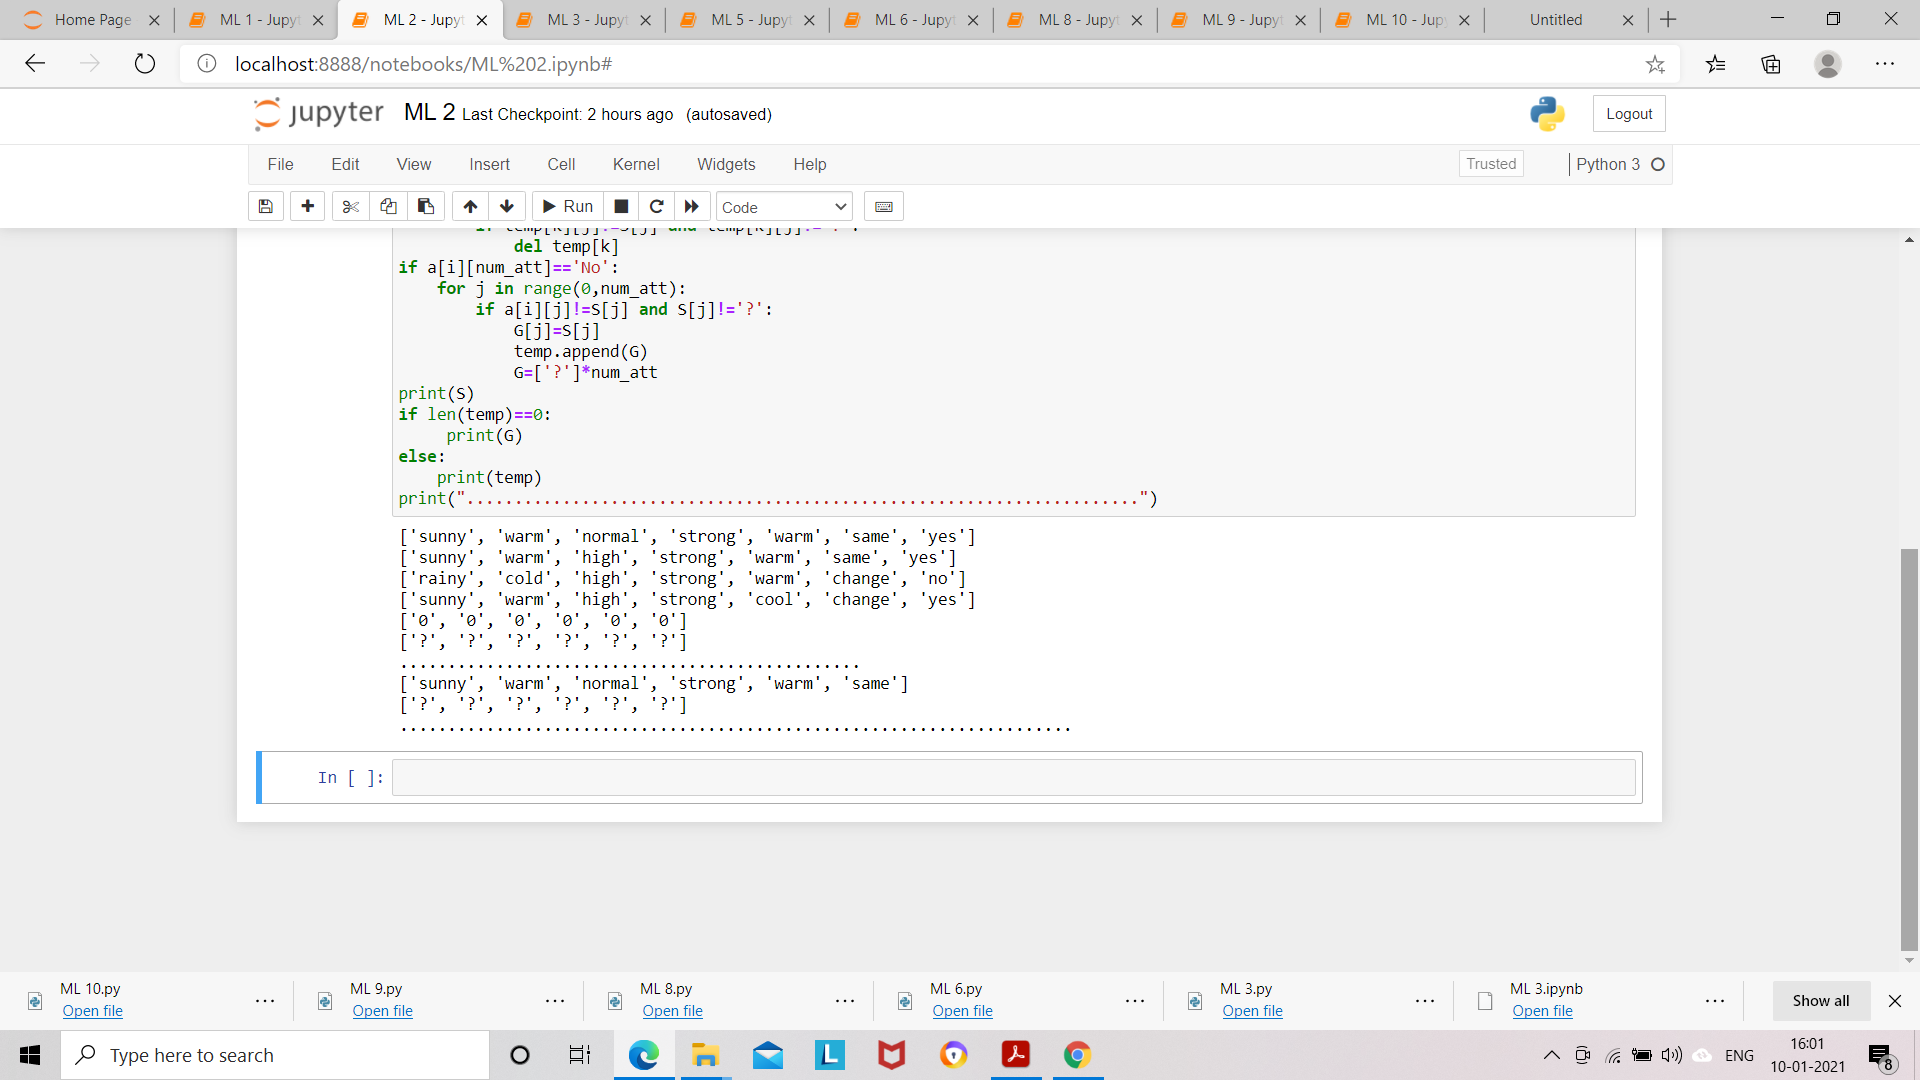 Home Page
ML 1 - Jupyt
ML 2 - Jupyt
ML 3 - Jupyt
ML 5 - Jupyt
ML 6 - Jupyt
ML 8 - Jupyt
ML 9 - Jupyt
ML 10 - Jup
Untitled
localhost:8888/notebooks/ML%202.ipynb#
jupyter ML 2 Last Checkpoint: 2 hours ago (autosaved)
Logout
File Edit View Insert Cell Kernel Widgets Help
Trusted
Python 3
Run
Code
if temp[k][j]!=S[j] and temp[k][j]!='?':
del temp[k]
if a[i][num_att]=='No':
for j in range(0,num_att):
if a[i][j]!=S[j] and S[j]!='?':
G[j]=S[j]
temp.append(G)
G=['?']*num_att
print(S)
if len(temp)==0:
print(G)
else:
print(temp)
print("......................................................................")
['sunny', 'warm', 'normal', 'strong', 'warm', 'same', 'yes']
['sunny', 'warm', 'high', 'strong', 'warm', 'same', 'yes']
['rainy', 'cold', 'high', 'strong', 'warm', 'change', 'no']
['sunny', 'warm', 'high', 'strong', 'cool', 'change', 'yes']
['0', '0', '0', '0', '0', '0']
['?', '?', '?', '?', '?', '?']
................................................
['sunny', 'warm', 'normal', 'strong', 'warm', 'same']
['?', '?', '?', '?', '?', '?']
......................................................................
In [ ]:
ML 10.py
Open file
ML 9.py
Open file
ML 8.py
Open file
ML 6.py
Open file
ML 3.py
Open file
ML 3.ipynb
Open file
Show all
Type here to search
L
ENG
16:01
10-01-2021
8